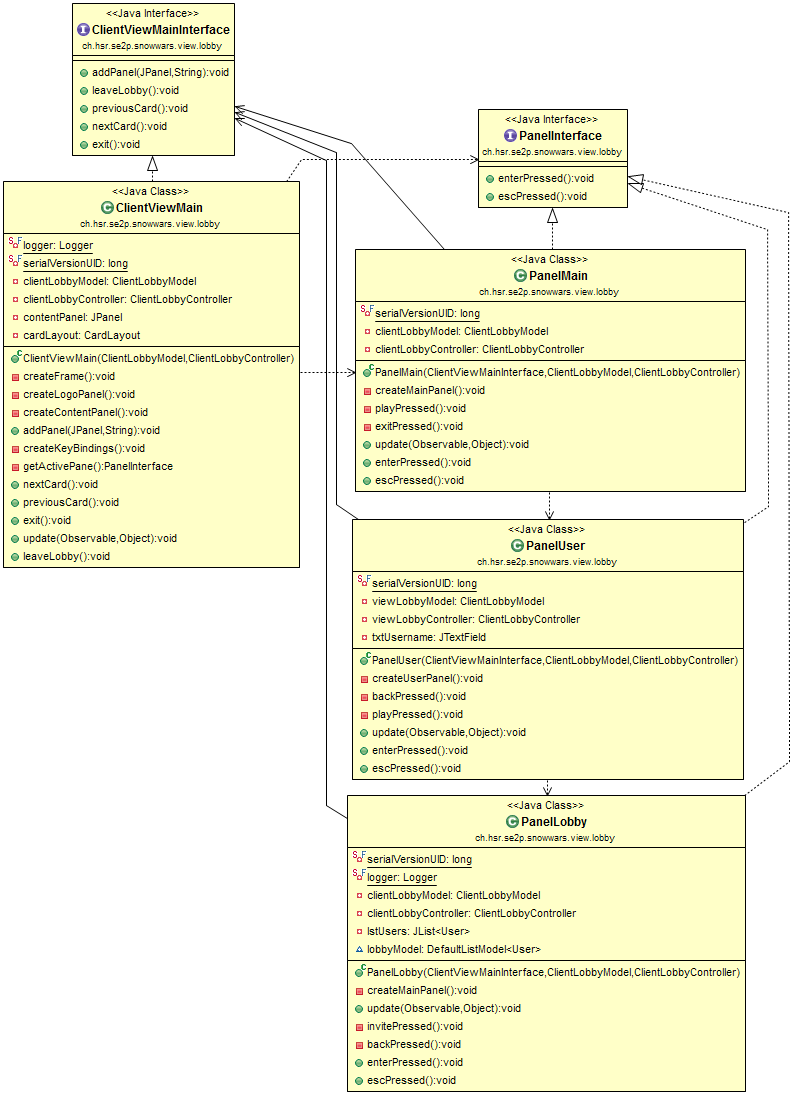 <<Java Interface>>
ClientViewMainInterface
ch.hsr.se2p.snowwars.view.lobby
addPanel(JPanel,String):void
leaveLobby():void
previousCard():void
nextCard():void
exit():void
<<Java Interface>>
PanelInterface
ch.hsr.se2p.snowwars.view.lobby
enterPressed():void
escPressed():void
<<Java Class>>
ClientViewMain
ch.hsr.se2p.snowwars.view.lobby
logger: Logger
serialVersionUID: long
clientLobbyModel: ClientLobbyModel
clientLobbyController: ClientLobbyController
contentPanel: JPanel
cardLayout: CardLayout
ClientViewMain(ClientLobbyModel,ClientLobbyController)
createFrame():void
createLogoPanel():void
createContentPanel():void
addPanel(JPanel,String):void
createKeyBindings():void
getActivePane():PanelInterface
nextCard():void
previousCard():void
exit():void
update(Observable,Object):void
leaveLobby():void
<<Java Class>>
PanelMain
ch.hsr.se2p.snowwars.view.lobby
serialVersionUID: long
clientLobbyModel: ClientLobbyModel
clientLobbyController: ClientLobbyController
PanelMain(ClientViewMainInterface,ClientLobbyModel,ClientLobbyController)
createMainPanel():void
playPressed():void
exitPressed():void
update(Observable,Object):void
enterPressed():void
escPressed():void
<<Java Class>>
PanelUser
ch.hsr.se2p.snowwars.view.lobby
serialVersionUID: long
viewLobbyModel: ClientLobbyModel
viewLobbyController: ClientLobbyController
txtUsername: JTextField
PanelUser(ClientViewMainInterface,ClientLobbyModel,ClientLobbyController)
createUserPanel():void
backPressed():void
playPressed():void
update(Observable,Object):void
enterPressed():void
escPressed():void
<<Java Class>>
PanelLobby
ch.hsr.se2p.snowwars.view.lobby
serialVersionUID: long
logger: Logger
clientLobbyModel: ClientLobbyModel
clientLobbyController: ClientLobbyController
lstUsers: JList<User>
lobbyModel: DefaultListModel<User>
PanelLobby(ClientViewMainInterface,ClientLobbyModel,ClientLobbyController)
createMainPanel():void
update(Observable,Object):void
invitePressed():void
backPressed():void
enterPressed():void
escPressed():void